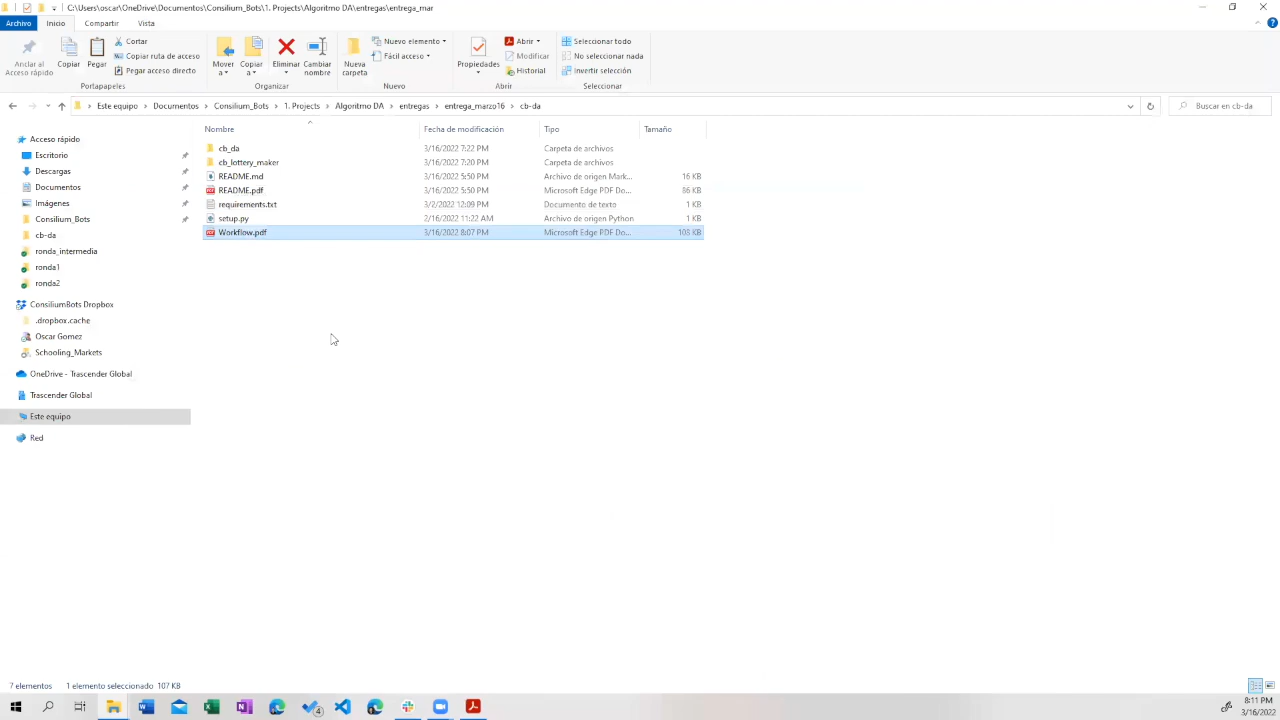 C:\Users\oscar\OneDrive\Documents\Consilium_Bots\1. Projects\Algoritmo DA\entregas\entrega_mar
Archivo Inicio Compartir Vista
Anclar al Acceso rápido
Copiar
Pegar
Cortar
Copiar ruta de acceso
Pegar acceso directo
Portapapeles
Mover a
Copiar a
Eliminar
Cambiar nombre
Organizar
Nueva carpeta
Nuevo elemento
Fácil acceso
Nuevo
Propiedades
Abrir
Modificar
Historial
Abrir
Seleccionar todo
No seleccionar nada
Invertir selección
Seleccionar
Este equipo > Documentos > Consilium_Bots > 1. Projects > Algoritmo DA > entregas > entrega_marzo16 > cb-da
Buscar en cb-da
Nombre Fecha de modificación Tipo Tamaño
cb_da 3/16/2022 7:22 PM Carpeta de archivos
cb_lottery_maker 3/16/2022 7:20 PM Carpeta de archivos
README.md 3/16/2022 5:50 PM Archivo de origen Mark... 16 KB
README.pdf 3/16/2022 5:50 PM Microsoft Edge PDF Do... 86 KB
requirements.txt 3/2/2022 12:09 PM Documento de texto 1 KB
setup.py 2/16/2022 11:22 AM Archivo de origen Python 1 KB
Workflow.pdf 3/16/2022 8:07 PM Microsoft Edge PDF Do... 108 KB
Acceso rápido
Escritorio
Descargas
Documentos
Imágenes
Consilium_Bots
cb-da
ronda_intermedia
ronda1
ronda2
ConsiliumBots Dropbox
.dropbox.cache
Oscar Gomez
Schooling_Markets
OneDrive - Trascender Global
Trascender Global
Este equipo
Red
7 elementos 1 elemento seleccionado 107 KB
8:11 PM
3/16/2022